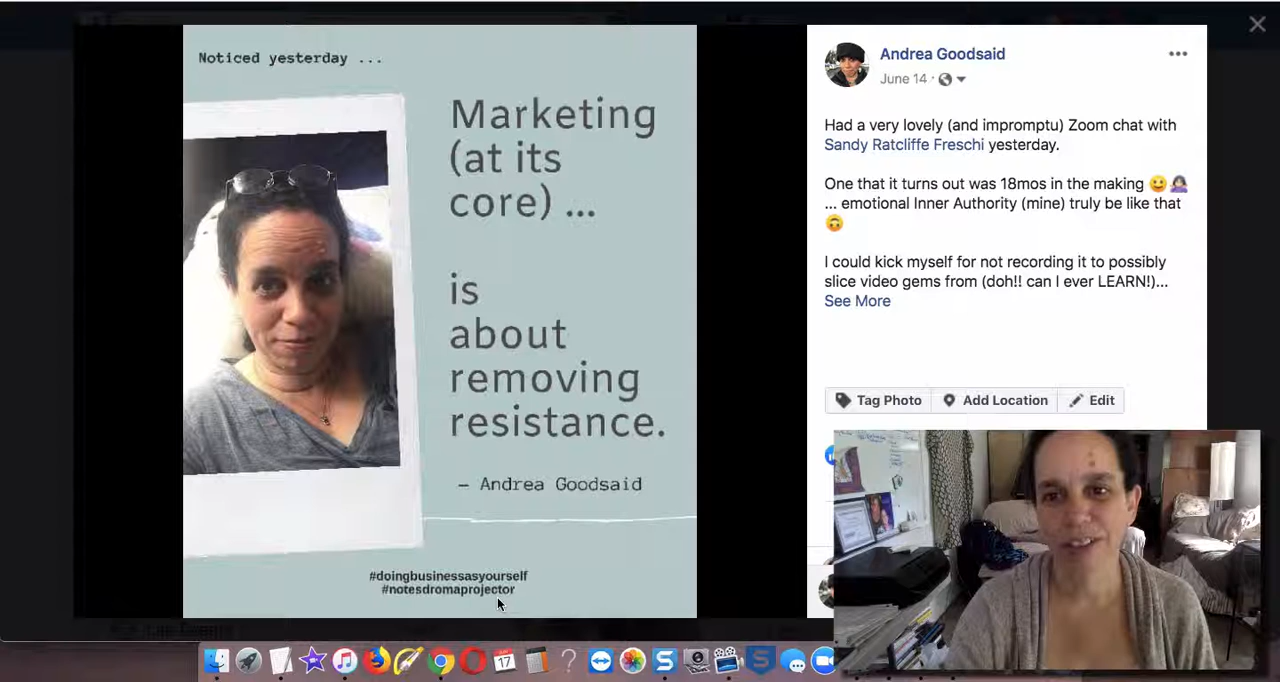 Noticed yesterday ...
Marketing
(at its
core) ...
is
about
removing
resistance.
– Andrea Goodsaid
#doingbusinessasyourself
#notesdromaprojector
Andrea Goodsaid
June 14 ·
Had a very lovely (and impromptu) Zoom chat with
Sandy Ratcliffe Freschi yesterday.
One that it turns out was 18mos in the making 😀🤦🏻‍♀️
... emotional Inner Authority (mine) truly be like that
🙃
I could kick myself for not recording it to possibly
slice video gems from (doh!! can I ever LEARN!)...
See More
Tag Photo Add Location Edit
17